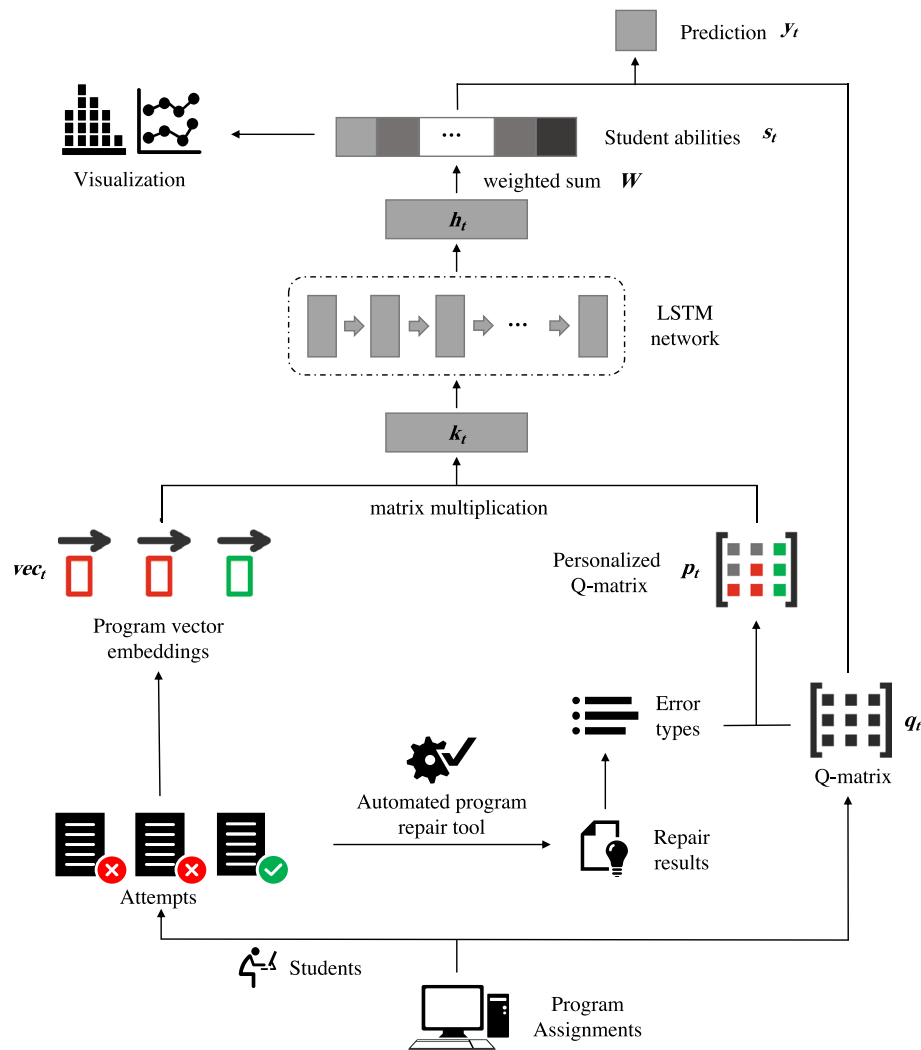 Prediction y_t
Student abilities s_t
...
Visualization
weighted sum W
h_t
LSTM
network
...
k_t
matrix multiplication
vec_t
Personalized
Q-matrix
p_t
Program vector
embeddings
Error
types
q_t
Q-matrix
Automated program
repair tool
Repair
results
Attempts
Students
Program
Assignments